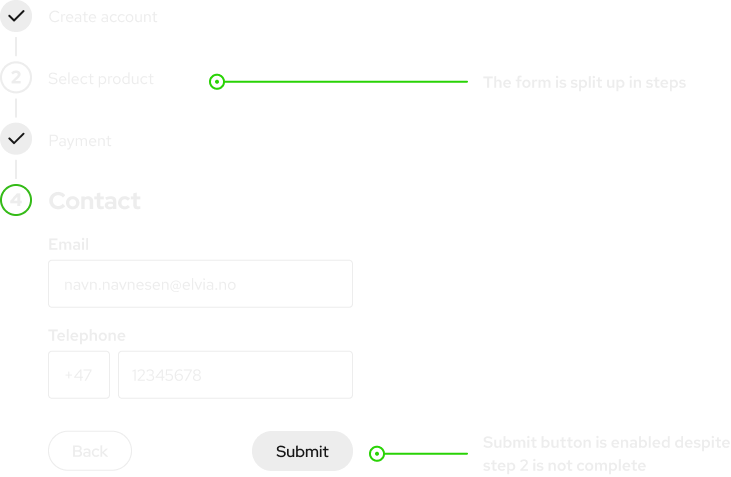 Create account
2 Select product
The form is split up in steps
Payment
4 Contact
Email
navn.navnesen@elvia.no
Telephone
+47 12345678
Back Submit
Submit button is enabled despite
step 2 is not complete